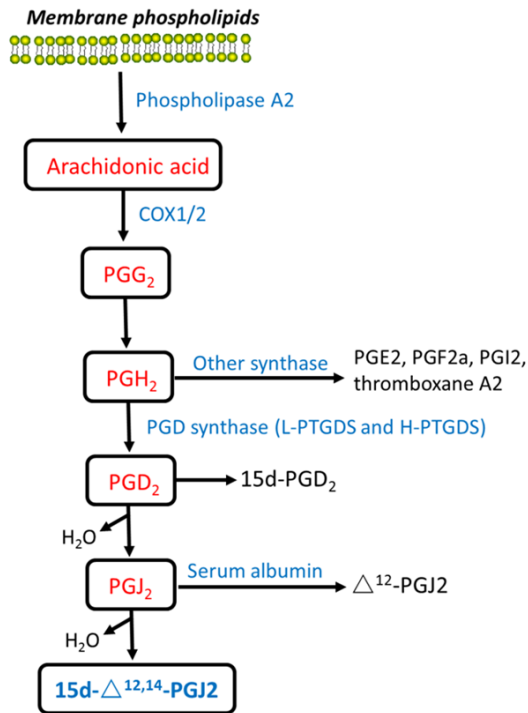 Membrane phospholipids
Phospholipase A2
Arachidonic acid
COX1/2
PGG₂
PGH₂
Other synthase
PGE2, PGF2a, PGI2,
thromboxane A2
PGD synthase (L-PTGDS and H-PTGDS)
PGD₂
15d-PGD₂
H₂O
PGJ₂
Serum albumin
△¹²-PGJ2
H₂O
15d-△¹²,¹⁴-PGJ2